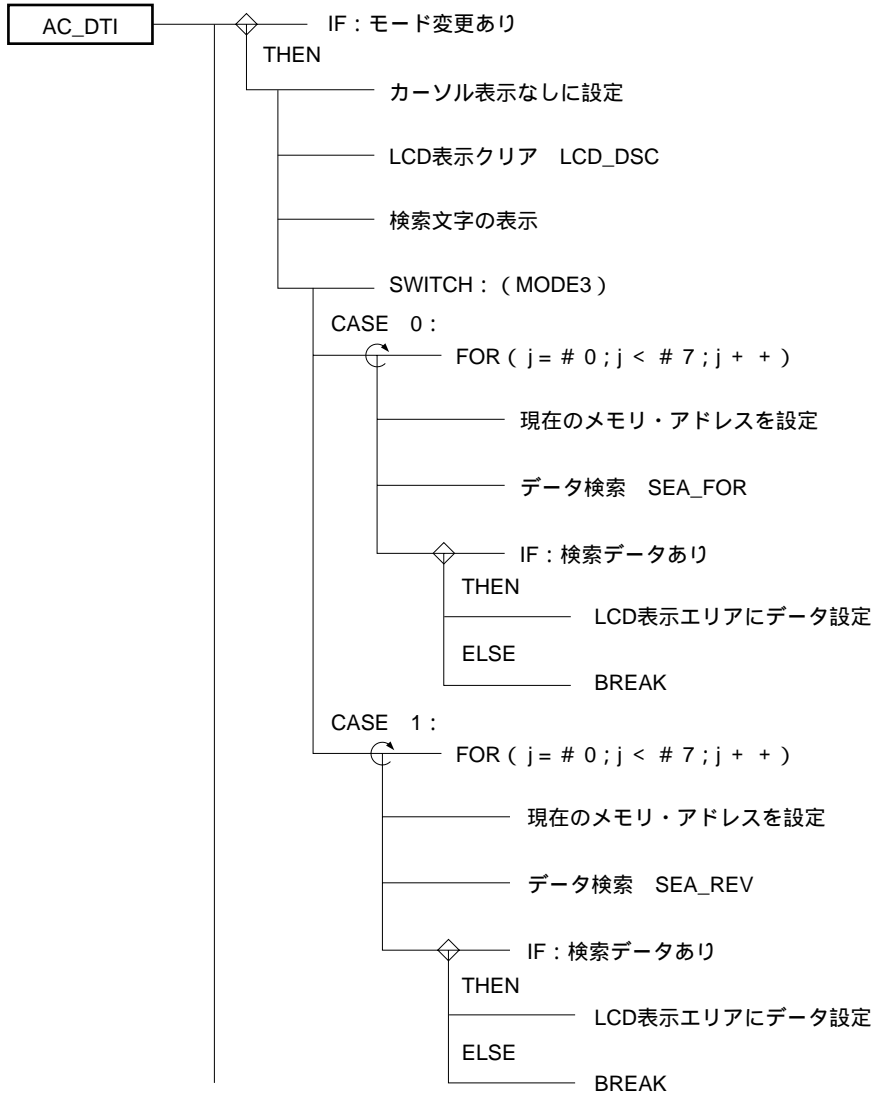 AC_DTI
IF：モード変更あり
THEN
カーソル表示なしに設定
LCD表示クリア　LCD_DSC
検索文字の表示
SWITCH：（MODE3）
CASE　0：
FOR（j=＃0；j＜＃7；j＋＋）
現在のメモリ・アドレスを設定
データ検索　SEA_FOR
IF：検索データあり
THEN
LCD表示エリアにデータ設定
ELSE
BREAK
CASE　1：
FOR（j=＃0；j＜＃7；j＋＋）
現在のメモリ・アドレスを設定
データ検索　SEA_REV
IF：検索データあり
THEN
LCD表示エリアにデータ設定
ELSE
BREAK